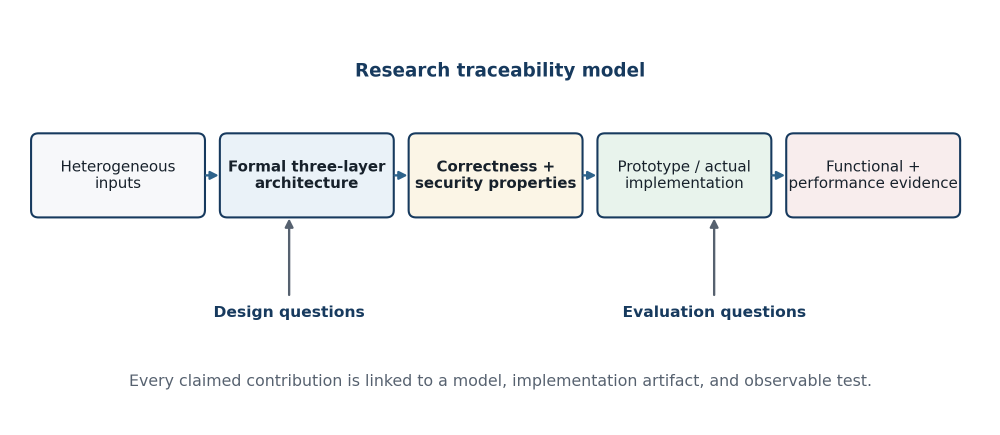 Research traceability model
Heterogeneous
inputs
Formal three-layer
architecture
Correctness +
security properties
Prototype / actual
implementation
Functional +
performance evidence
Design questions
Evaluation questions
Every claimed contribution is linked to a model, implementation artifact, and observable test.